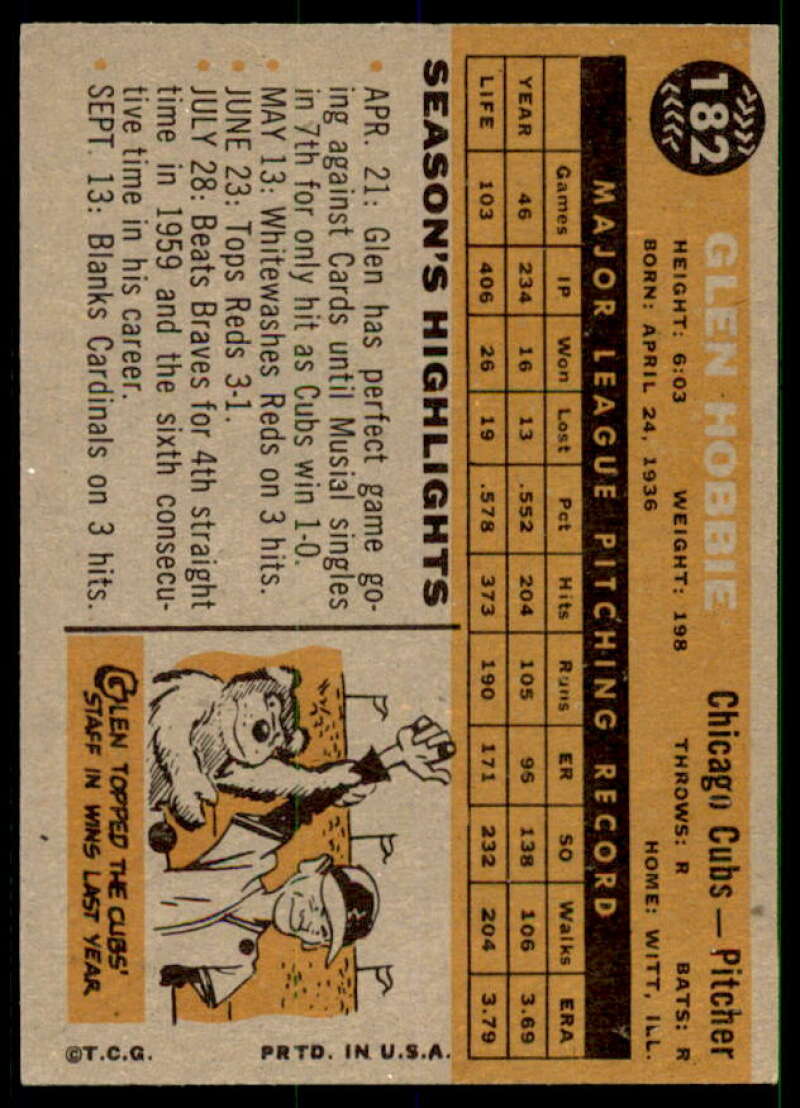 182
GLEN HOBBIE
Chicago Cubs — Pitcher
HEIGHT: 6:03 WEIGHT: 198 THROWS: R BATS: R
BORN: APRIL 24, 1936 HOME: WITT, ILL.
MAJOR LEAGUE PITCHING RECORD
Games IP Won Lost Pct Hits Runs ER SO Walks ERA
YEAR 46 234 16 13 .552 204 105 96 138 106 3.69
LIFE 103 406 26 19 .578 373 190 171 232 204 3.79
SEASON'S HIGHLIGHTS
• APR. 21: Glen has perfect game go-
ing against Cards until Musial singles
in 7th for only hit as Cubs win 1-0.
• MAY 13: Whitewashes Reds on 3 hits.
• JUNE 23: Tops Reds 3-1.
• JULY 28: Beats Braves for 4th straight
time in 1959 and the sixth consecu-
tive time in his career.
• SEPT. 13: Blanks Cardinals on 3 hits.
GLEN TOPPED THE CUBS'
STAFF IN WINS LAST YEAR
©T.C.G. PRTD. IN U.S.A.